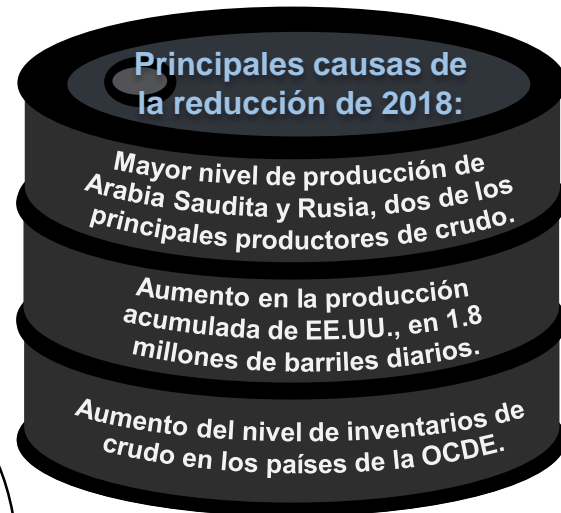 Principales causas de
la reducción de 2018:
Mayor nivel de producción de
Arabia Saudita y Rusia, dos de los
principales productores de crudo.
Aumento en la producción
acumulada de EE.UU., en 1.8
millones de barriles diarios.
Aumento del nivel de inventarios de
crudo en los países de la OCDE.